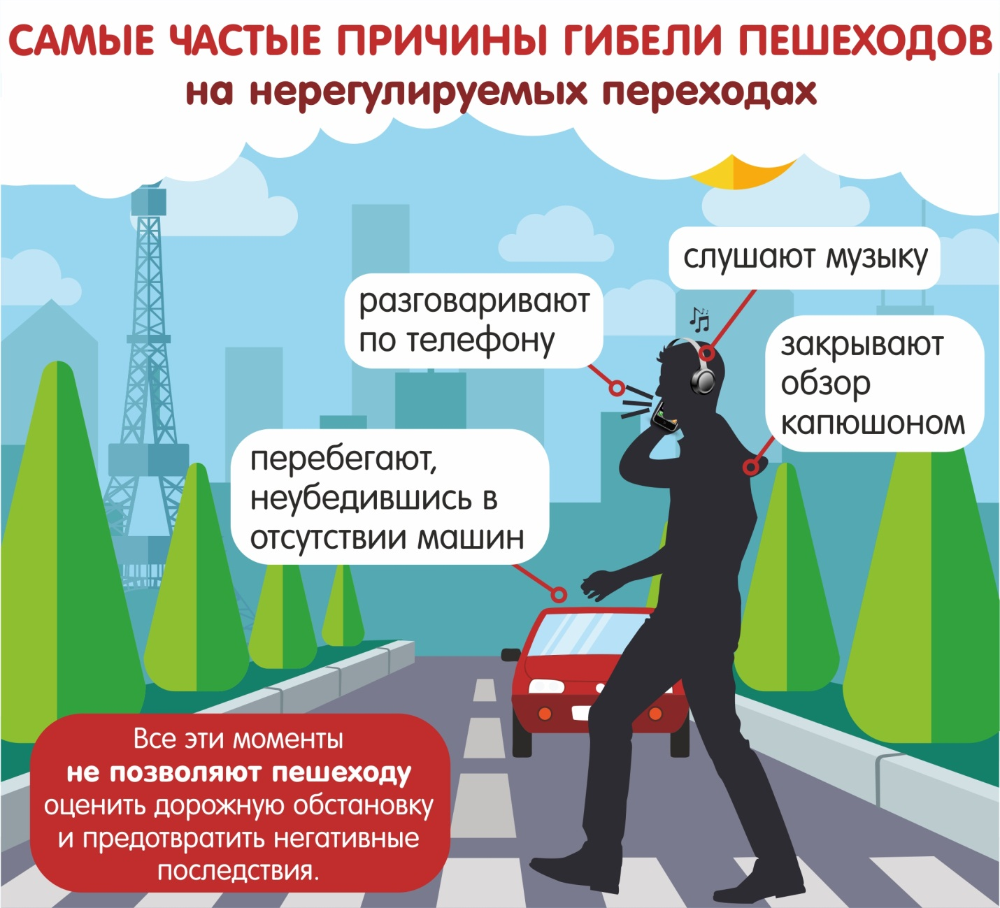 САМЫЕ ЧАСТЫЕ ПРИЧИНЫ ГИБЕЛИ ПЕШЕХОДОВ
на нерегулируемых переходах
слушают музыку
разговаривают
по телефону
закрывают
обзор
капюшоном
перебегают,
неубедившись в
отсутствии машин
Все эти моменты
не позволяют пешеходу
оценить дорожную обстановку
и предотвратить негативные
последствия.